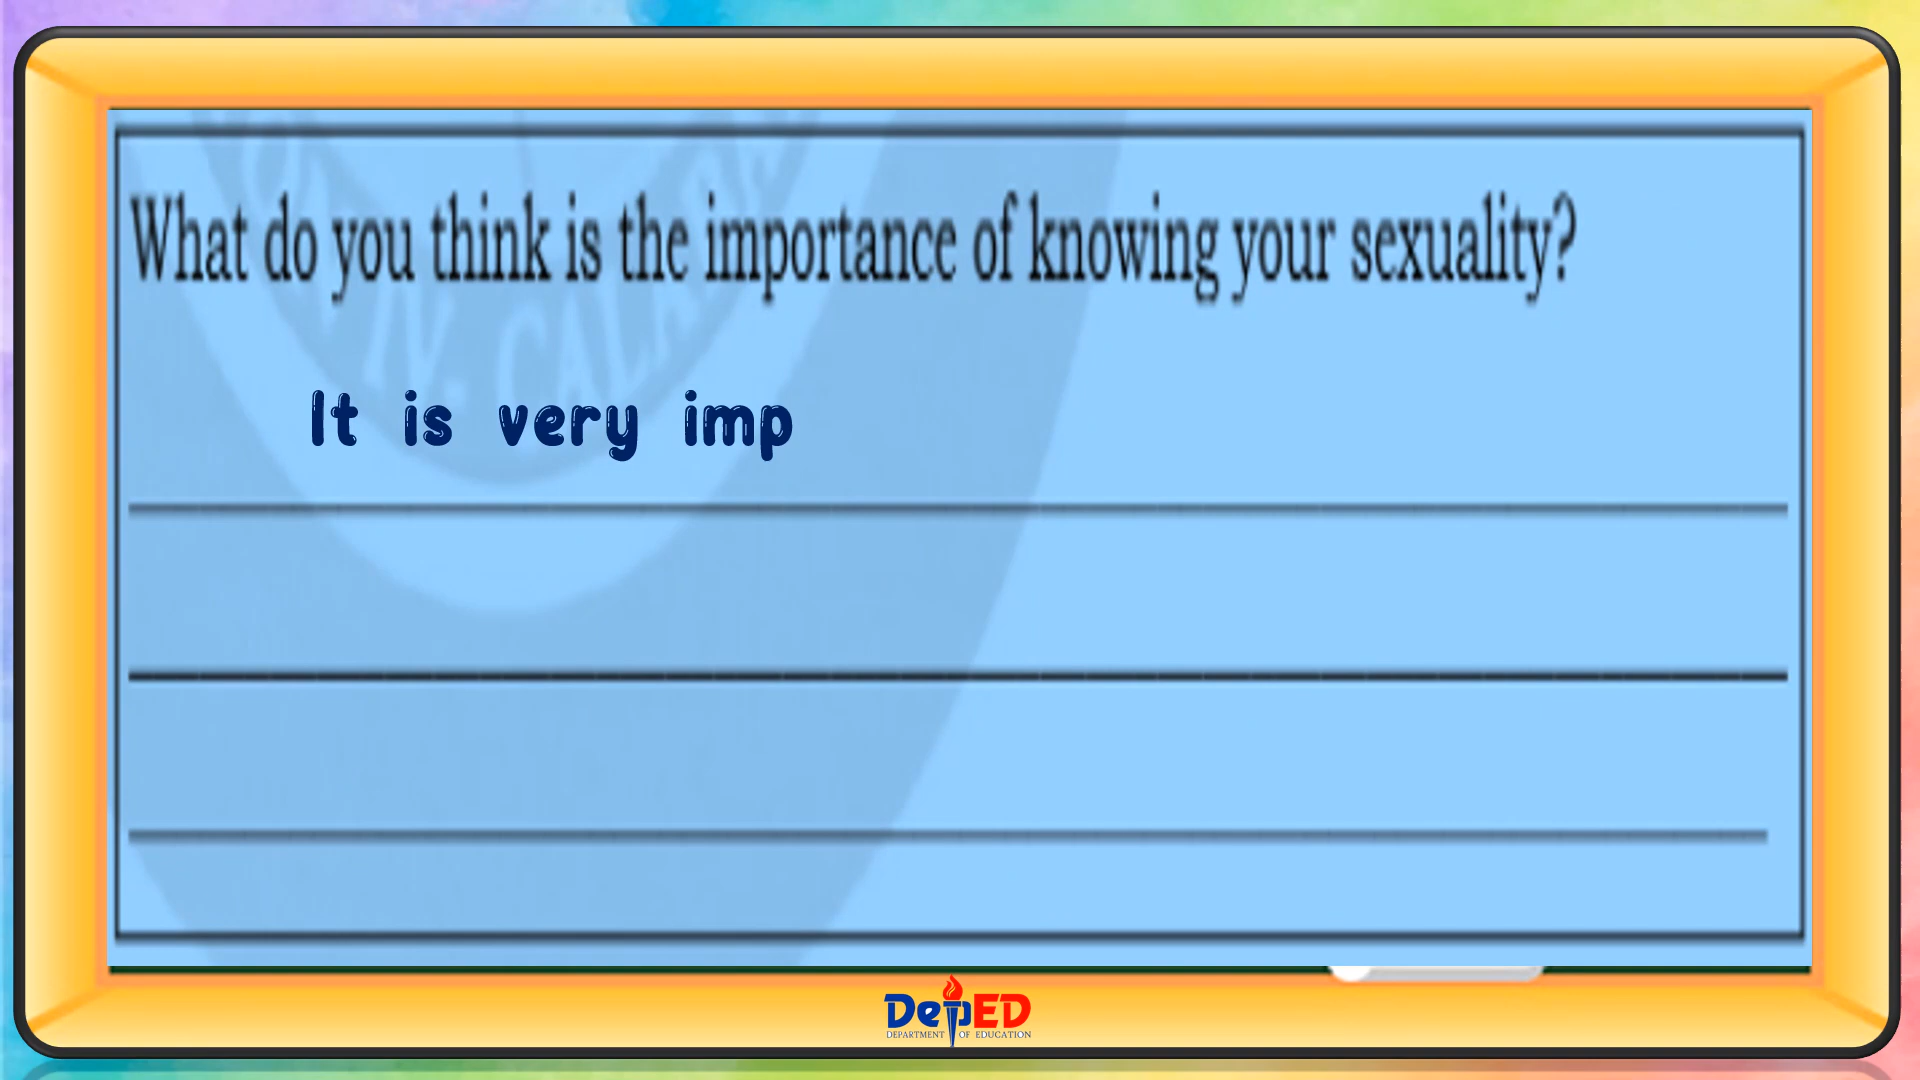 What do you think is the importance of knowing your sexuality?
It is very imp
DepED
DEPARTMENT OF EDUCATION